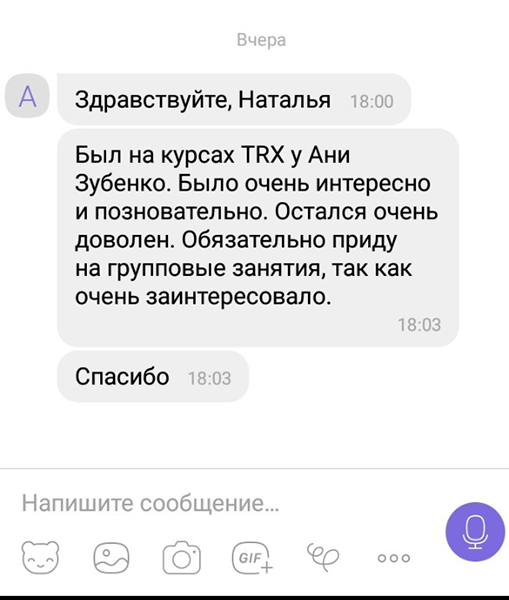 Вчера
А
Здравствуйте, Наталья 18:00
Был на курсах TRX у Ани
Зубенко. Было очень интересно
и позновательно. Остался очень
доволен. Обязательно приду
на групповые занятия, так как
очень заинтересовало.
18:03
Спасибо 18:03
Напишите сообщение...
GIF